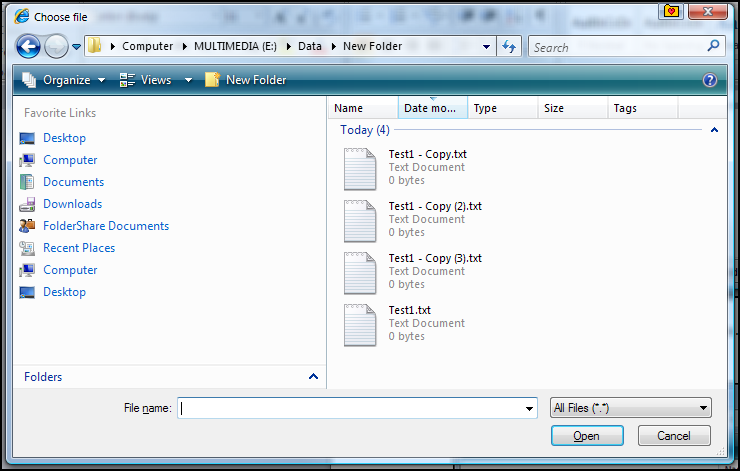 Choose file
Computer MULTIMEDIA (E:) Data New Folder Search
Organize Views New Folder
Favorite Links
Desktop
Computer
Documents
Downloads
FolderShare Documents
Recent Places
Computer
Desktop
Folders
Name Date mo... Type Size Tags
Today (4)
Test1 - Copy.txt
Text Document
0 bytes
Test1 - Copy (2).txt
Text Document
0 bytes
Test1 - Copy (3).txt
Text Document
0 bytes
Test1.txt
Text Document
0 bytes
File name: All Files (*.*)
Open Cancel